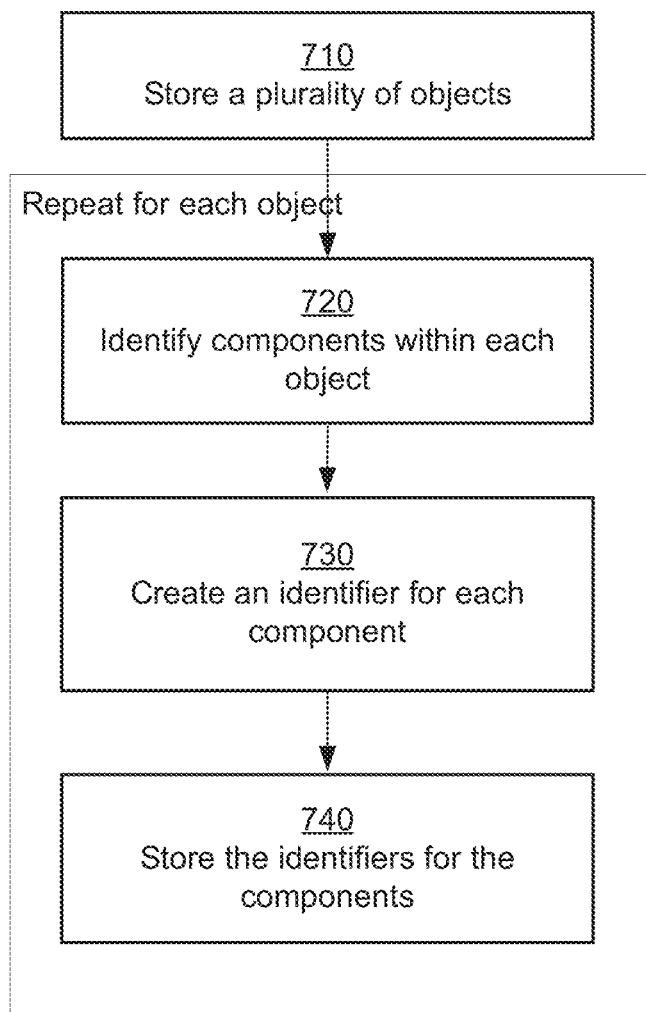 710
Store a plurality of objects
Repeat for each object
720
Identify components within each
object
730
Create an identifier for each
component
740
Store the identifiers for the
components